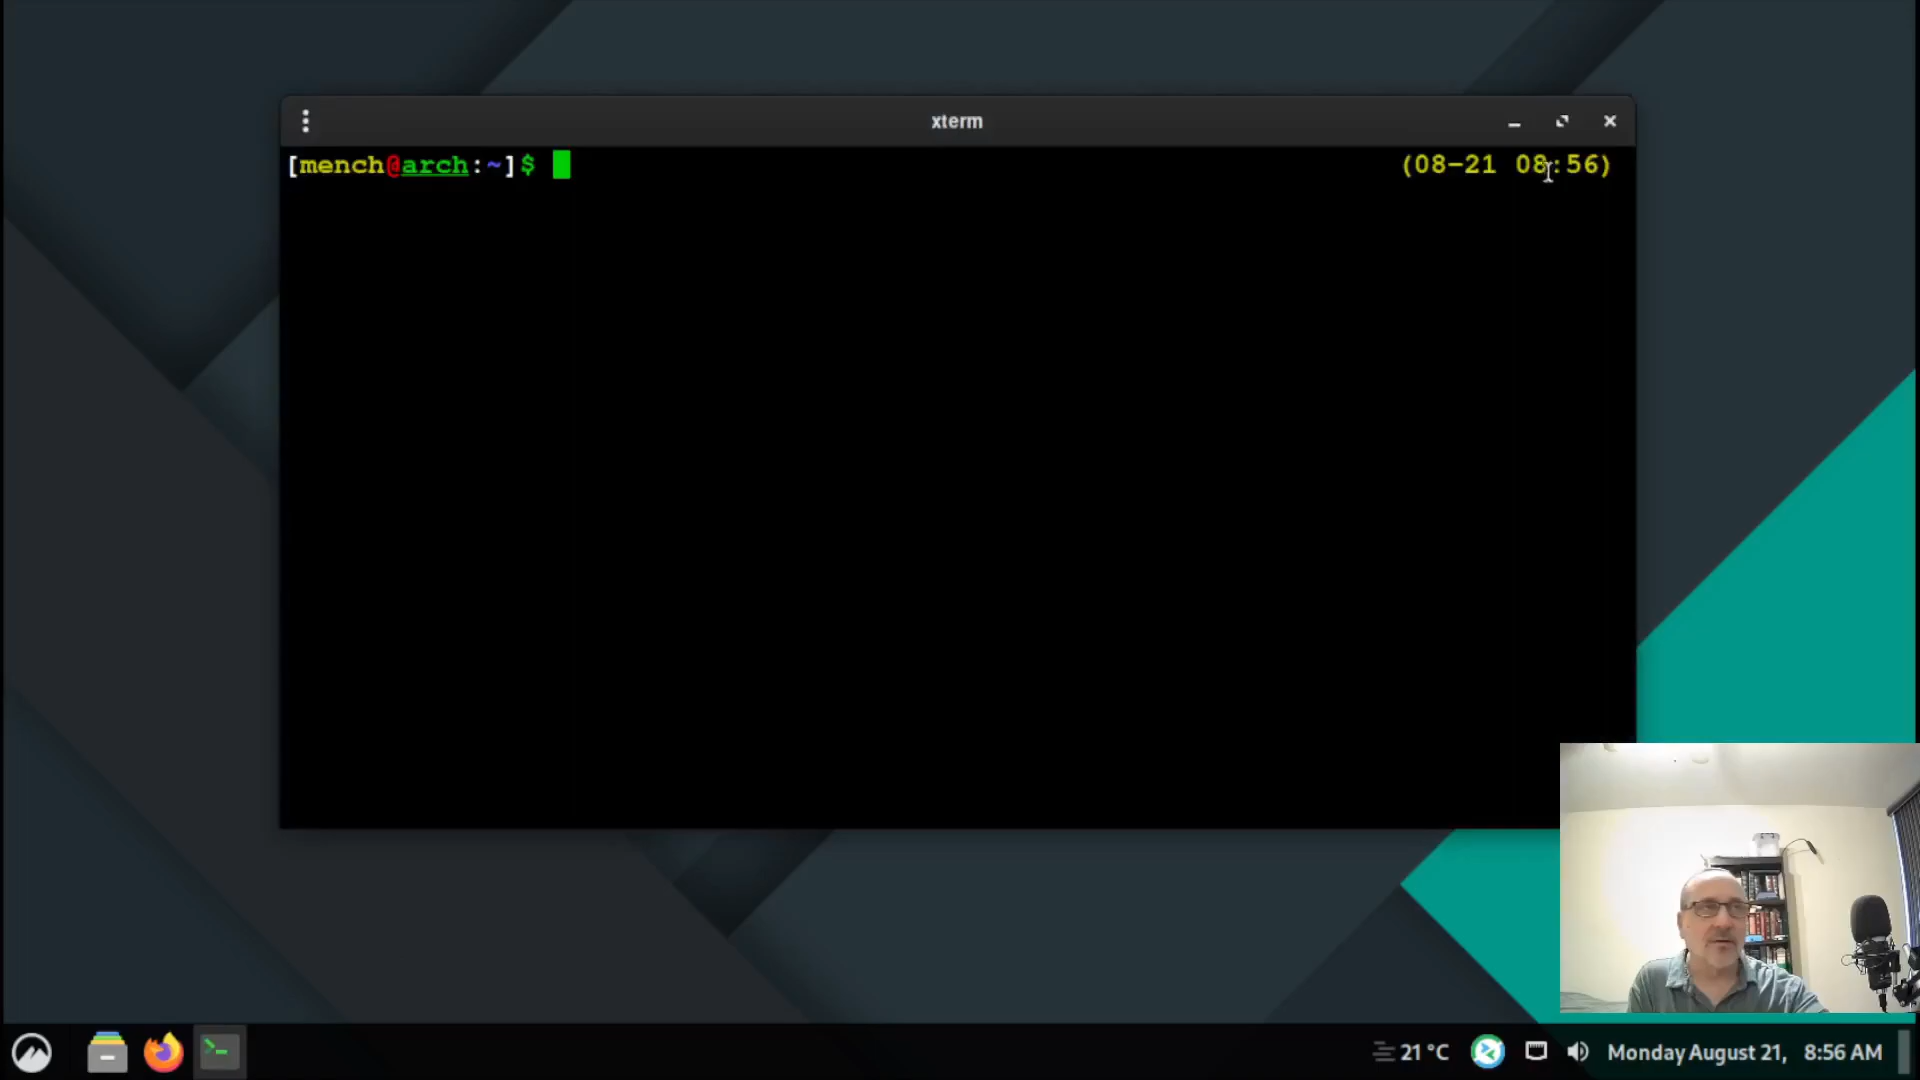 xterm
[mench@arch:~]$ (08-21 08:56)
21 °C Monday August 21, 8:56 AM